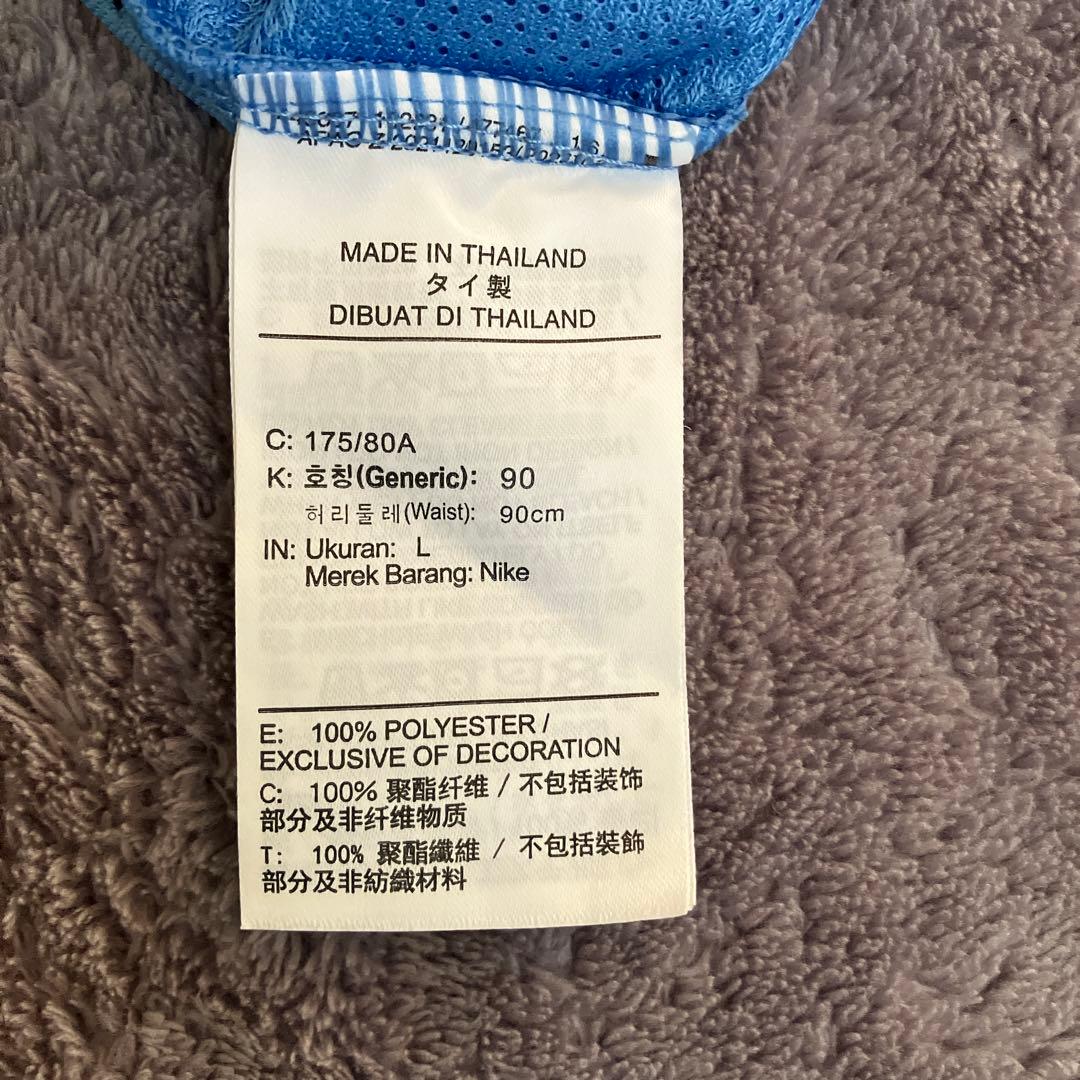 MADE IN THAILAND
タイ製
DIBUAT DI THAILAND
C: 175/80A
K: 호칭(Generic): 90
허리둘레(Waist): 90cm
IN: Ukuran: L
Merek Barang: Nike
E: 100% POLYESTER /
EXCLUSIVE OF DECORATION
C: 100% 聚酯纤维 / 不包括装饰
部分及非纤维物质
T: 100% 聚酯纖維 / 不包括裝飾
部分及非紡織材料